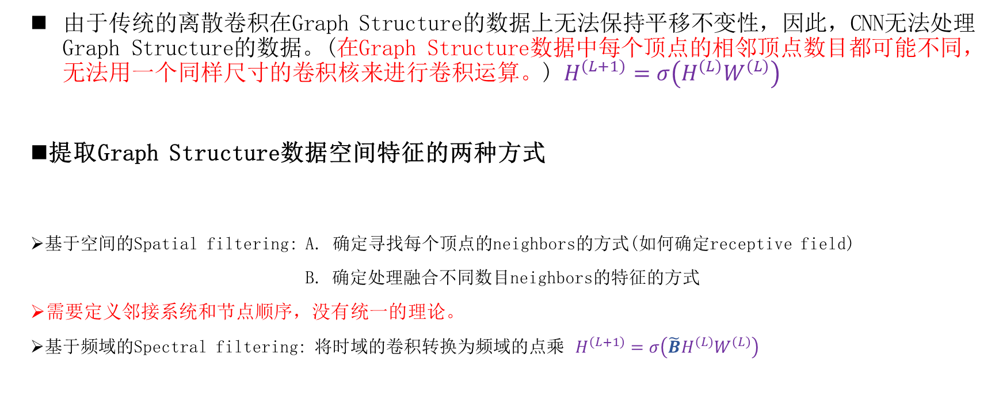 ■ 由于传统的离散卷积在Graph Structure的数据上无法保持平移不变性，因此，CNN无法处理
Graph Structure的数据。(在Graph Structure数据中每个顶点的相邻顶点数目都可能不同，
无法用一个同样尺寸的卷积核来进行卷积运算。) H^(L+1) = σ(H^(L)W^(L))
■提取Graph Structure数据空间特征的两种方式
➢基于空间的Spatial filtering: A. 确定寻找每个顶点的neighbors的方式(如何确定receptive field)
B. 确定处理融合不同数目neighbors的特征的方式
➢需要定义邻接系统和节点顺序，没有统一的理论。
➢基于频域的Spectral filtering: 将时域的卷积转换为频域的点乘 H^(L+1) = σ(B̃H^(L)W^(L))